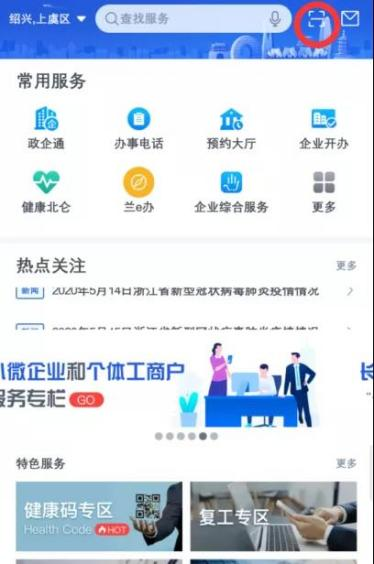 绍兴,上虞区
查找服务
常用服务
政企通
办事电话
预约大厅
企业开办
健康北仑
兰e办
企业综合服务
更多
热点关注
更多
新闻
2020年5月14日浙江省新型冠状病毒肺炎疫情情况
小微企业和个体工商户
服务专栏 GO
长
特色服务
更多
健康码专区
Health Code HOT
复工专区